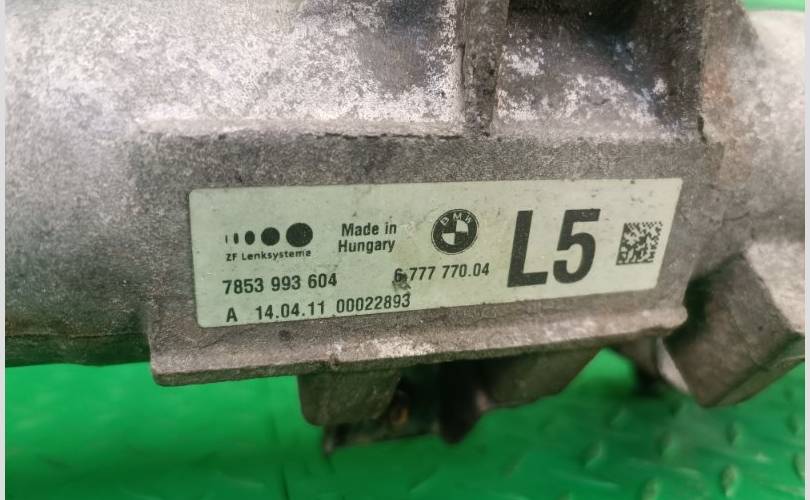 Made in
Hungary
BMW
L5
ZF Lenksysteme
7853 993 604
6 777 770.04
A 14.04.11 00022893